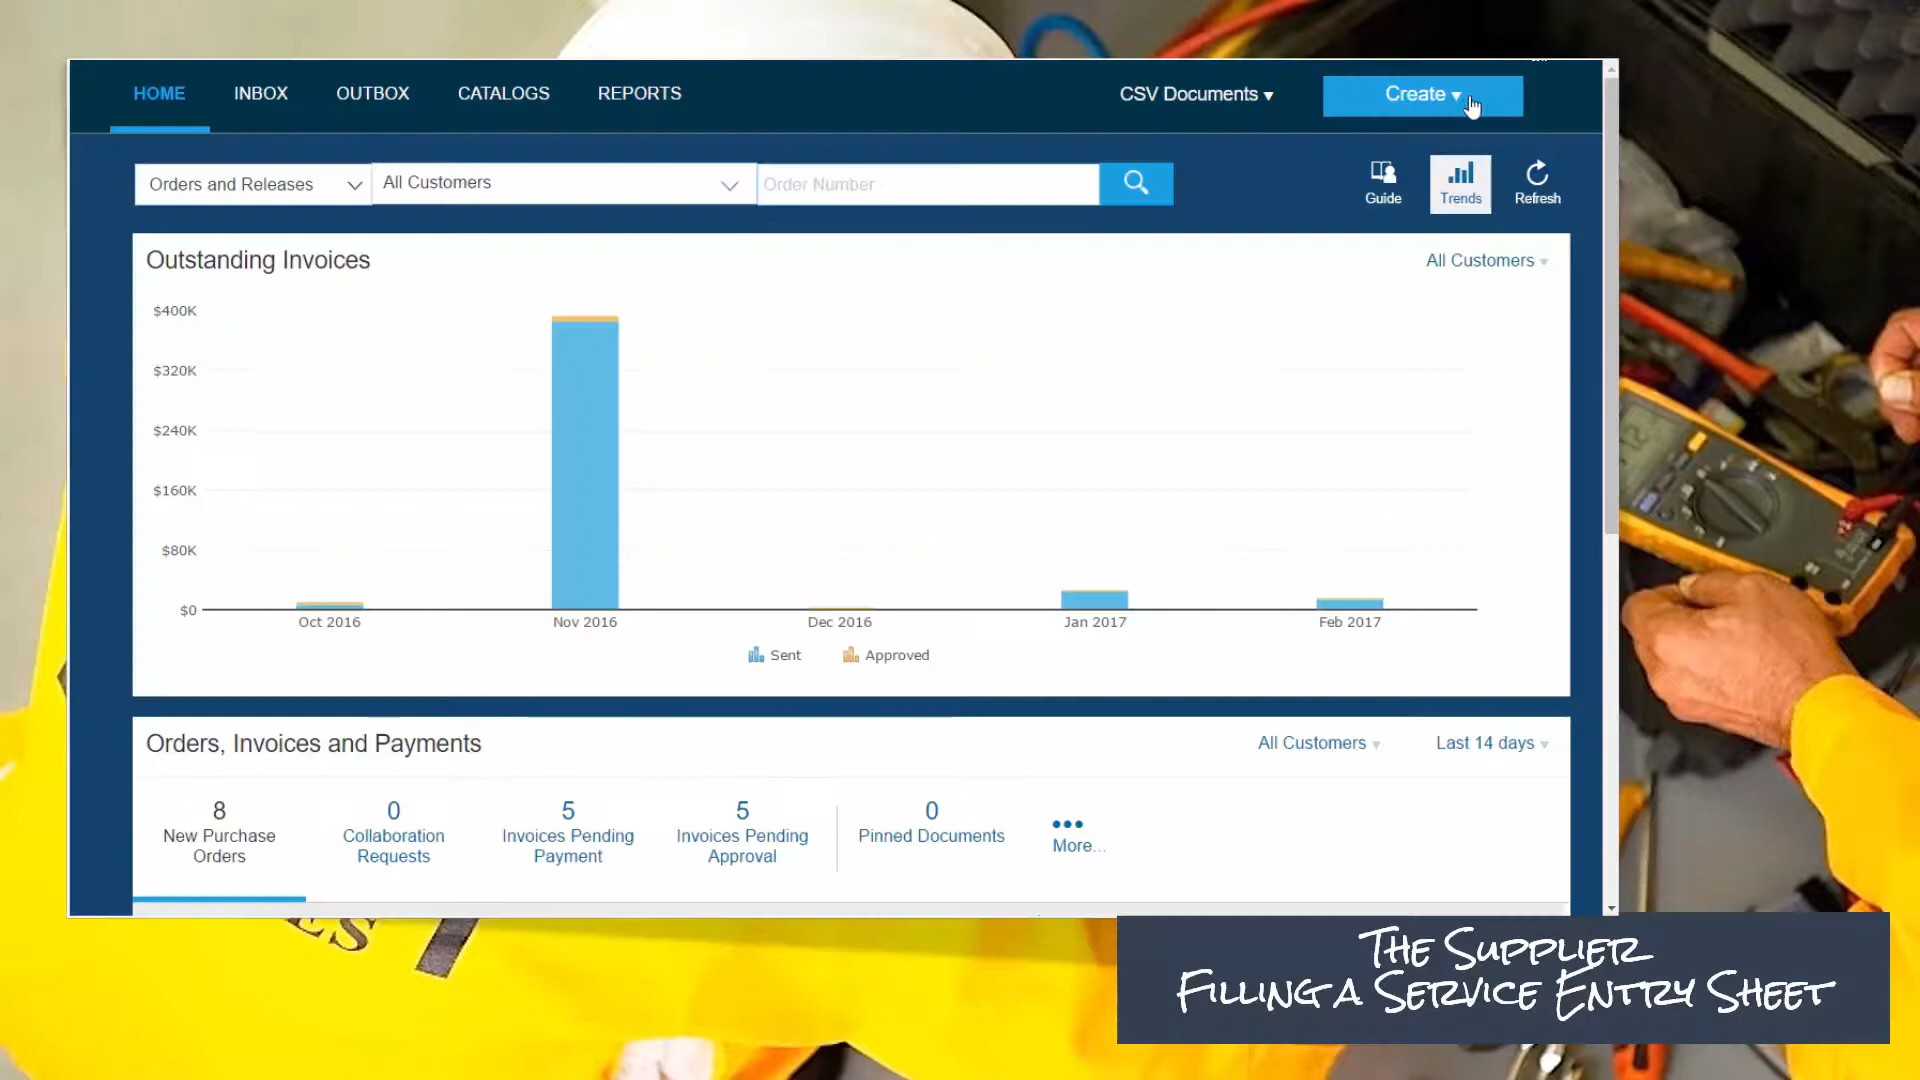 HOME INBOX OUTBOX CATALOGS REPORTS CSV Documents Create
Orders and Releases All Customers Order Number Guide Trends Refresh
Outstanding Invoices All Customers
$400K
$320K
$240K
$160K
$80K
$0
Oct 2016 Nov 2016 Dec 2016 Jan 2017 Feb 2017
Sent Approved
Orders, Invoices and Payments All Customers Last 14 days
8 0 5 5 0
New Purchase Collaboration Invoices Pending Invoices Pending Pinned Documents More...
Orders Requests Payment Approval
ES
The Supplier
Filling a Service Entry Sheet